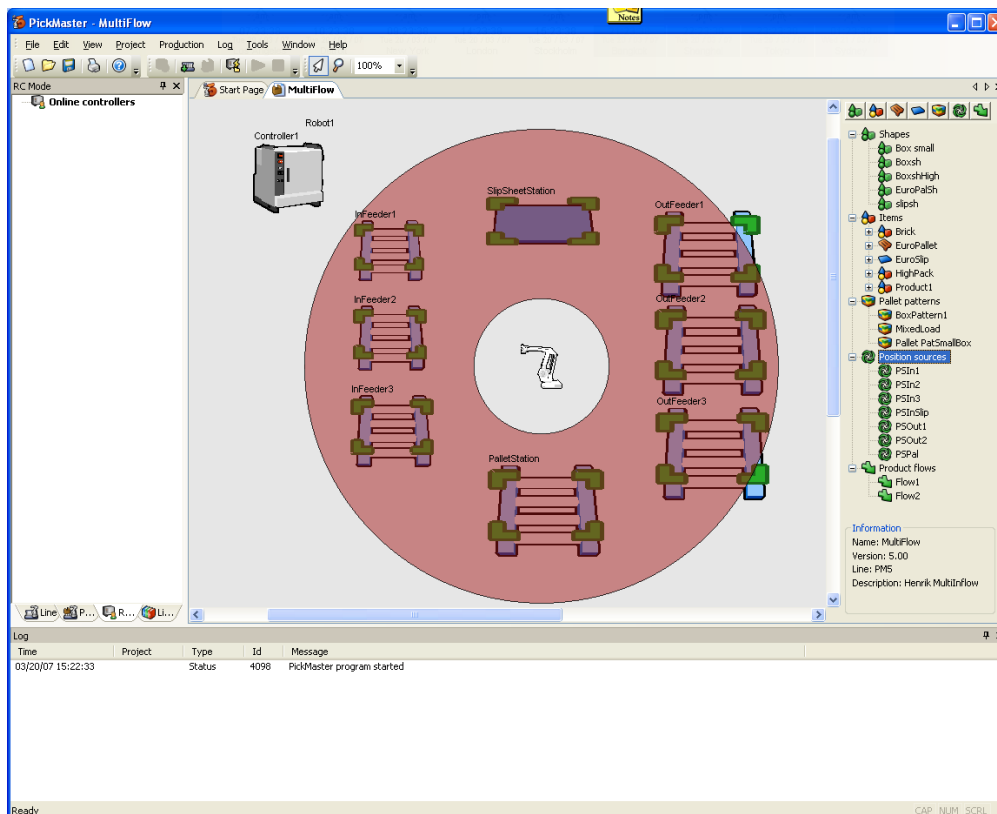 Notes
PickMaster - MultiFlow
File Edit View Project Production Log Tools Window Help
100%
RC Mode
Online controllers
Start Page
MultiFlow
Robot1
Controller1
SlipSheetStation
InFeeder1
OutFeeder1
InFeeder2
OutFeeder2
InFeeder3
OutFeeder3
PalletStation
Shapes
Box small
Boxsh
BoxshHigh
EuroPalSh
slipsh
Items
Brick
EuroPallet
EuroSlip
HighPack
Product1
Pallet patterns
BoxPattern1
MixedLoad
Pallet PatSmallBox
Position sources
PSIn1
PSIn2
PSIn3
PSInSlip
PSOut1
PSOut2
PSPal
Product flows
Flow1
Flow2
Information
Name: MultiFlow
Version: 5.00
Line: PM5
Description: Henrik MultiInflow
Line P... R... Li...
Log
Time Project Type Id Message
03/20/07 15:22:33 Status 4098 PickMaster program started
Ready
CAP NUM SCRL